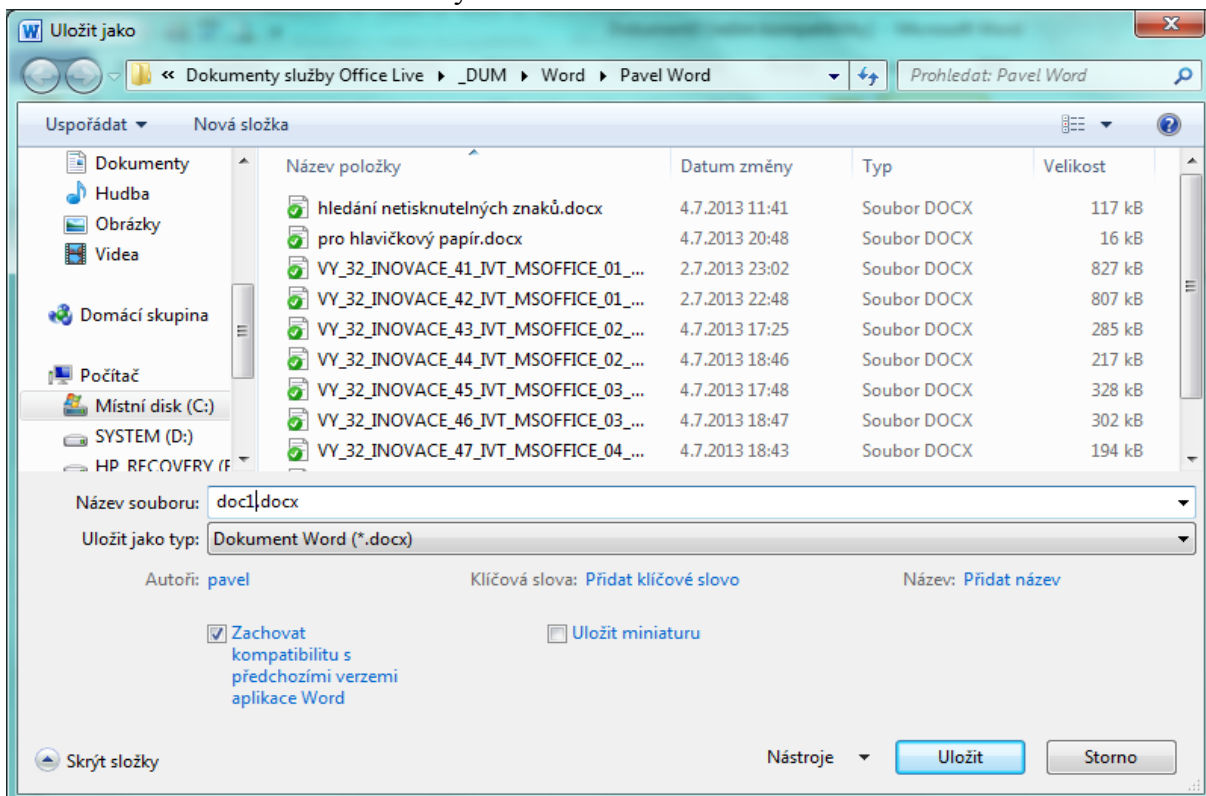 y
Uložit jako
« Dokumenty služby Office Live ▸ _DUM ▸ Word ▸ Pavel Word
Prohledat: Pavel Word
Uspořádat Nová složka
Dokumenty
Hudba
Obrázky
Videa
Domácí skupina
Počítač
Místní disk (C:)
SYSTEM (D:)
HP_RECOVERY (E
Název položky Datum změny Typ Velikost
hledání netisknutelných znaků.docx 4.7.2013 11:41 Soubor DOCX 117 kB
pro hlavičkový papír.docx 4.7.2013 20:48 Soubor DOCX 16 kB
VY_32_INOVACE_41_IVT_MSOFFICE_01_... 2.7.2013 23:02 Soubor DOCX 827 kB
VY_32_INOVACE_42_IVT_MSOFFICE_01_... 2.7.2013 22:48 Soubor DOCX 807 kB
VY_32_INOVACE_43_IVT_MSOFFICE_02_... 4.7.2013 17:25 Soubor DOCX 285 kB
VY_32_INOVACE_44_IVT_MSOFFICE_02_... 4.7.2013 18:46 Soubor DOCX 217 kB
VY_32_INOVACE_45_IVT_MSOFFICE_03_... 4.7.2013 17:48 Soubor DOCX 328 kB
VY_32_INOVACE_46_IVT_MSOFFICE_03_... 4.7.2013 18:47 Soubor DOCX 302 kB
VY_32_INOVACE_47_IVT_MSOFFICE_04_... 4.7.2013 18:43 Soubor DOCX 194 kB
Název souboru: doc1.docx
Uložit jako typ: Dokument Word (*.docx)
Autoři: pavel Klíčová slova: Přidat klíčové slovo Název: Přidat název
Zachovat
kompatibilitu s
předchozími verzemi
aplikace Word
Uložit miniaturu
Skrýt složky Nástroje Uložit Storno